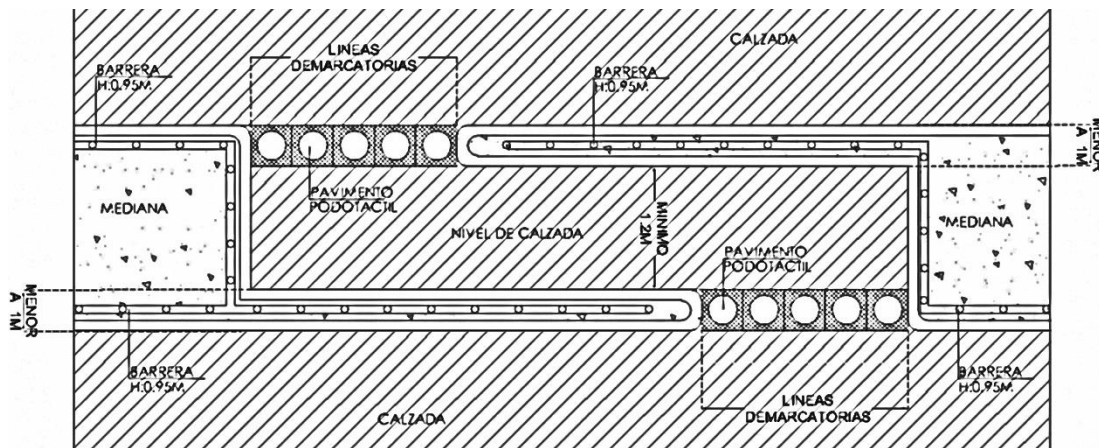 LINEAS
DEMARCATORIAS
CALZADA
BARRERA
H:0.95M.
BARRERA
H:0.95M.
MENOR
A 1M
PAVIMENTO
PODOTACTIL
MEDIANA
NIVEL DE CALZADA
MINIMO
1.2M
MEDIANA
PAVIMENTO
PODOTACTIL
MENOR
A 1M
BARRERA
H:0.95M.
BARRERA
H:0.95M.
CALZADA
LINEAS
DEMARCATORIAS